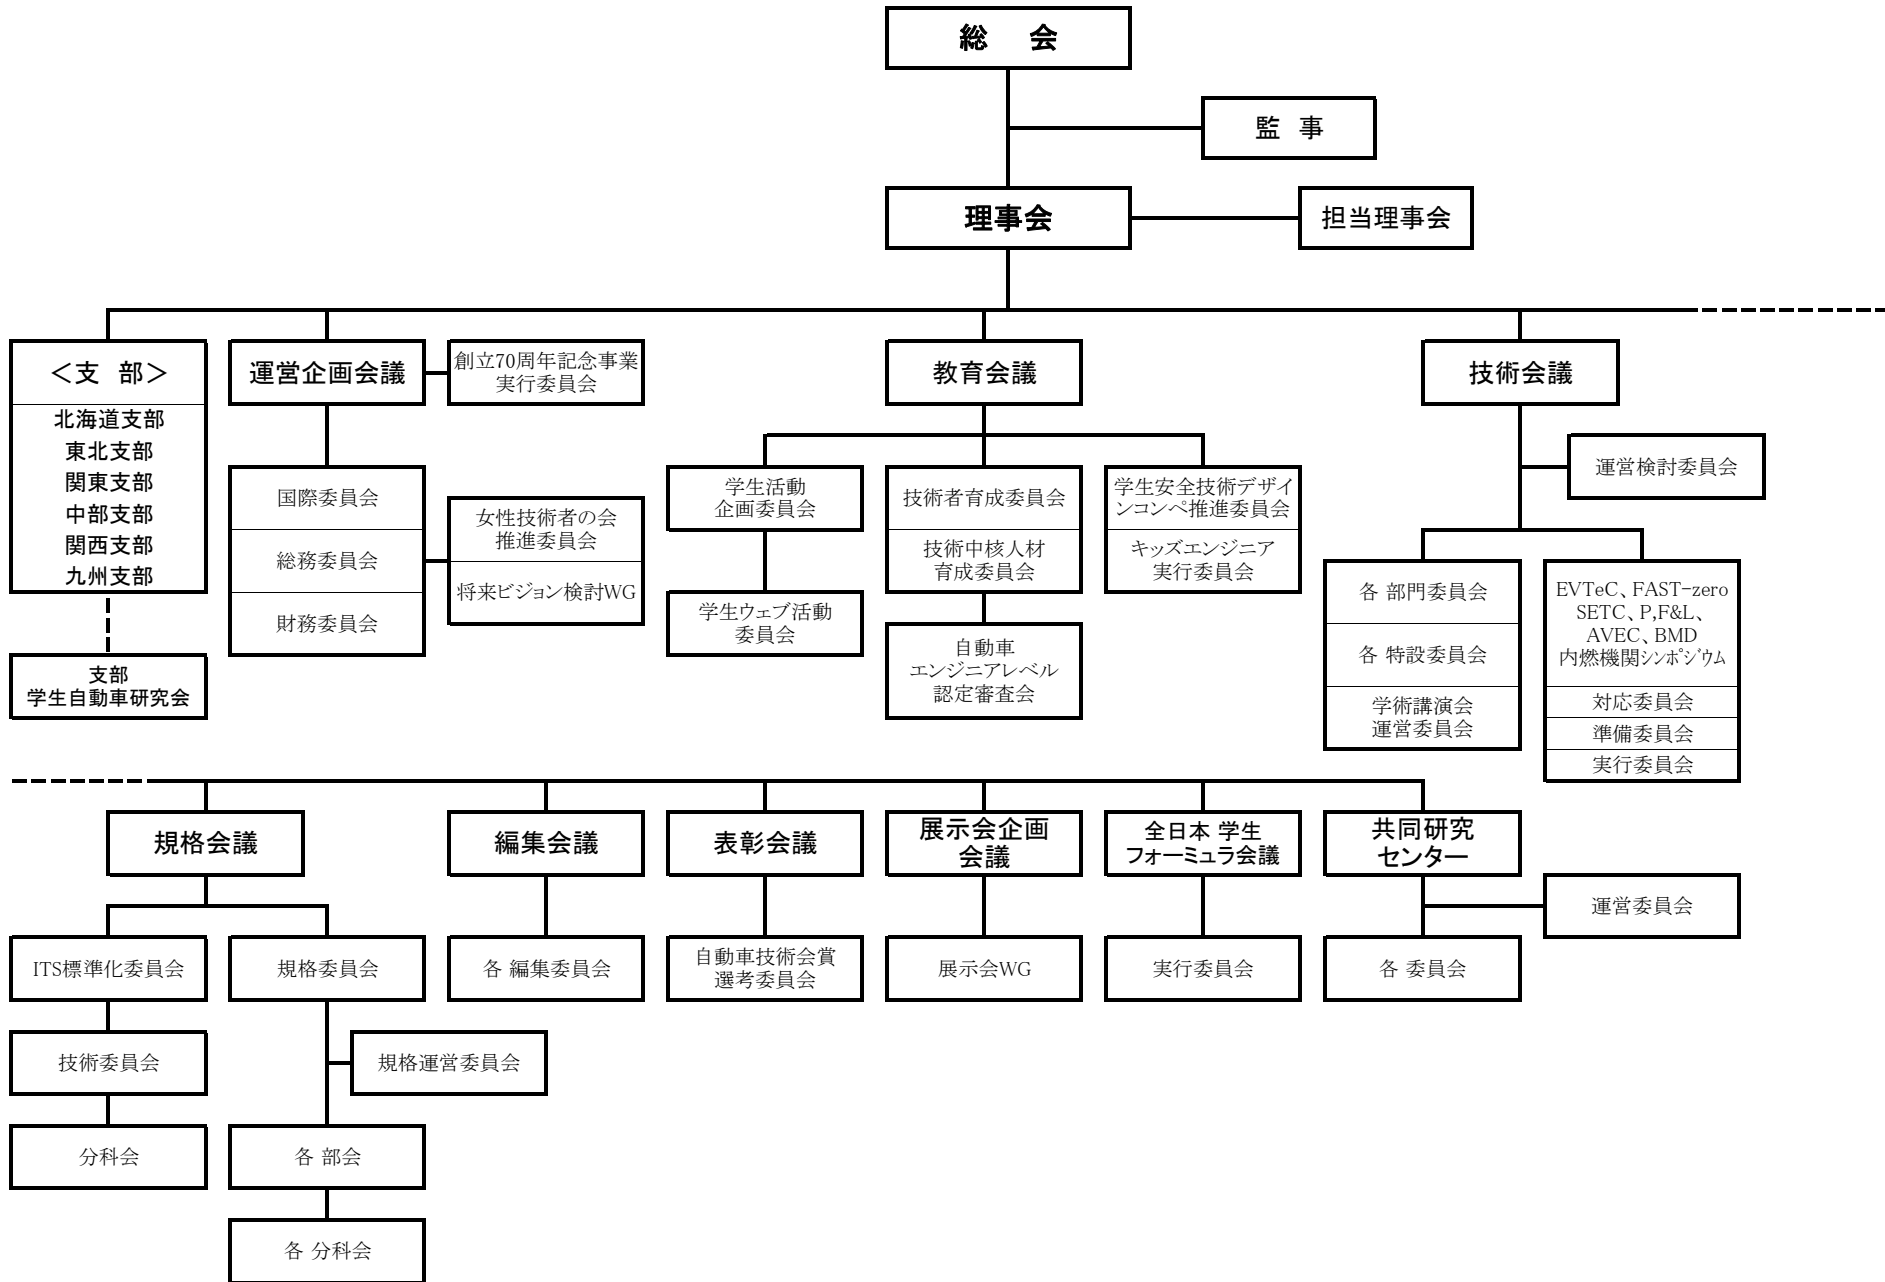 総 会
監 事
理事会
担当理事会
＜支 部＞
北海道支部
東北支部
関東支部
中部支部
関西支部
九州支部
支部
学生自動車研究会
運営企画会議
創立70周年記念事業
実行委員会
国際委員会
総務委員会
財務委員会
女性技術者の会
推進委員会
将来ビジョン検討WG
教育会議
学生活動
企画委員会
学生ウェブ活動
委員会
技術者育成委員会
技術中核人材
育成委員会
自動車
エンジニアレベル
認定審査会
学生安全技術デザイ
ンコンペ推進委員会
キッズエンジニア
実行委員会
技術会議
運営検討委員会
各 部門委員会
各 特設委員会
学術講演会
運営委員会
EVTeC、FAST-zero
SETC、P,F&L、
AVEC、BMD
内燃機関ｼﾝﾎﾟｼﾞｳﾑ
対応委員会
準備委員会
実行委員会
規格会議
ITS標準化委員会
技術委員会
分科会
規格委員会
規格運営委員会
各 部会
各 分科会
編集会議
各 編集委員会
表彰会議
自動車技術会賞
選考委員会
展示会企画
会議
展示会WG
全日本 学生
フォーミュラ会議
実行委員会
共同研究
センター
運営委員会
各 委員会